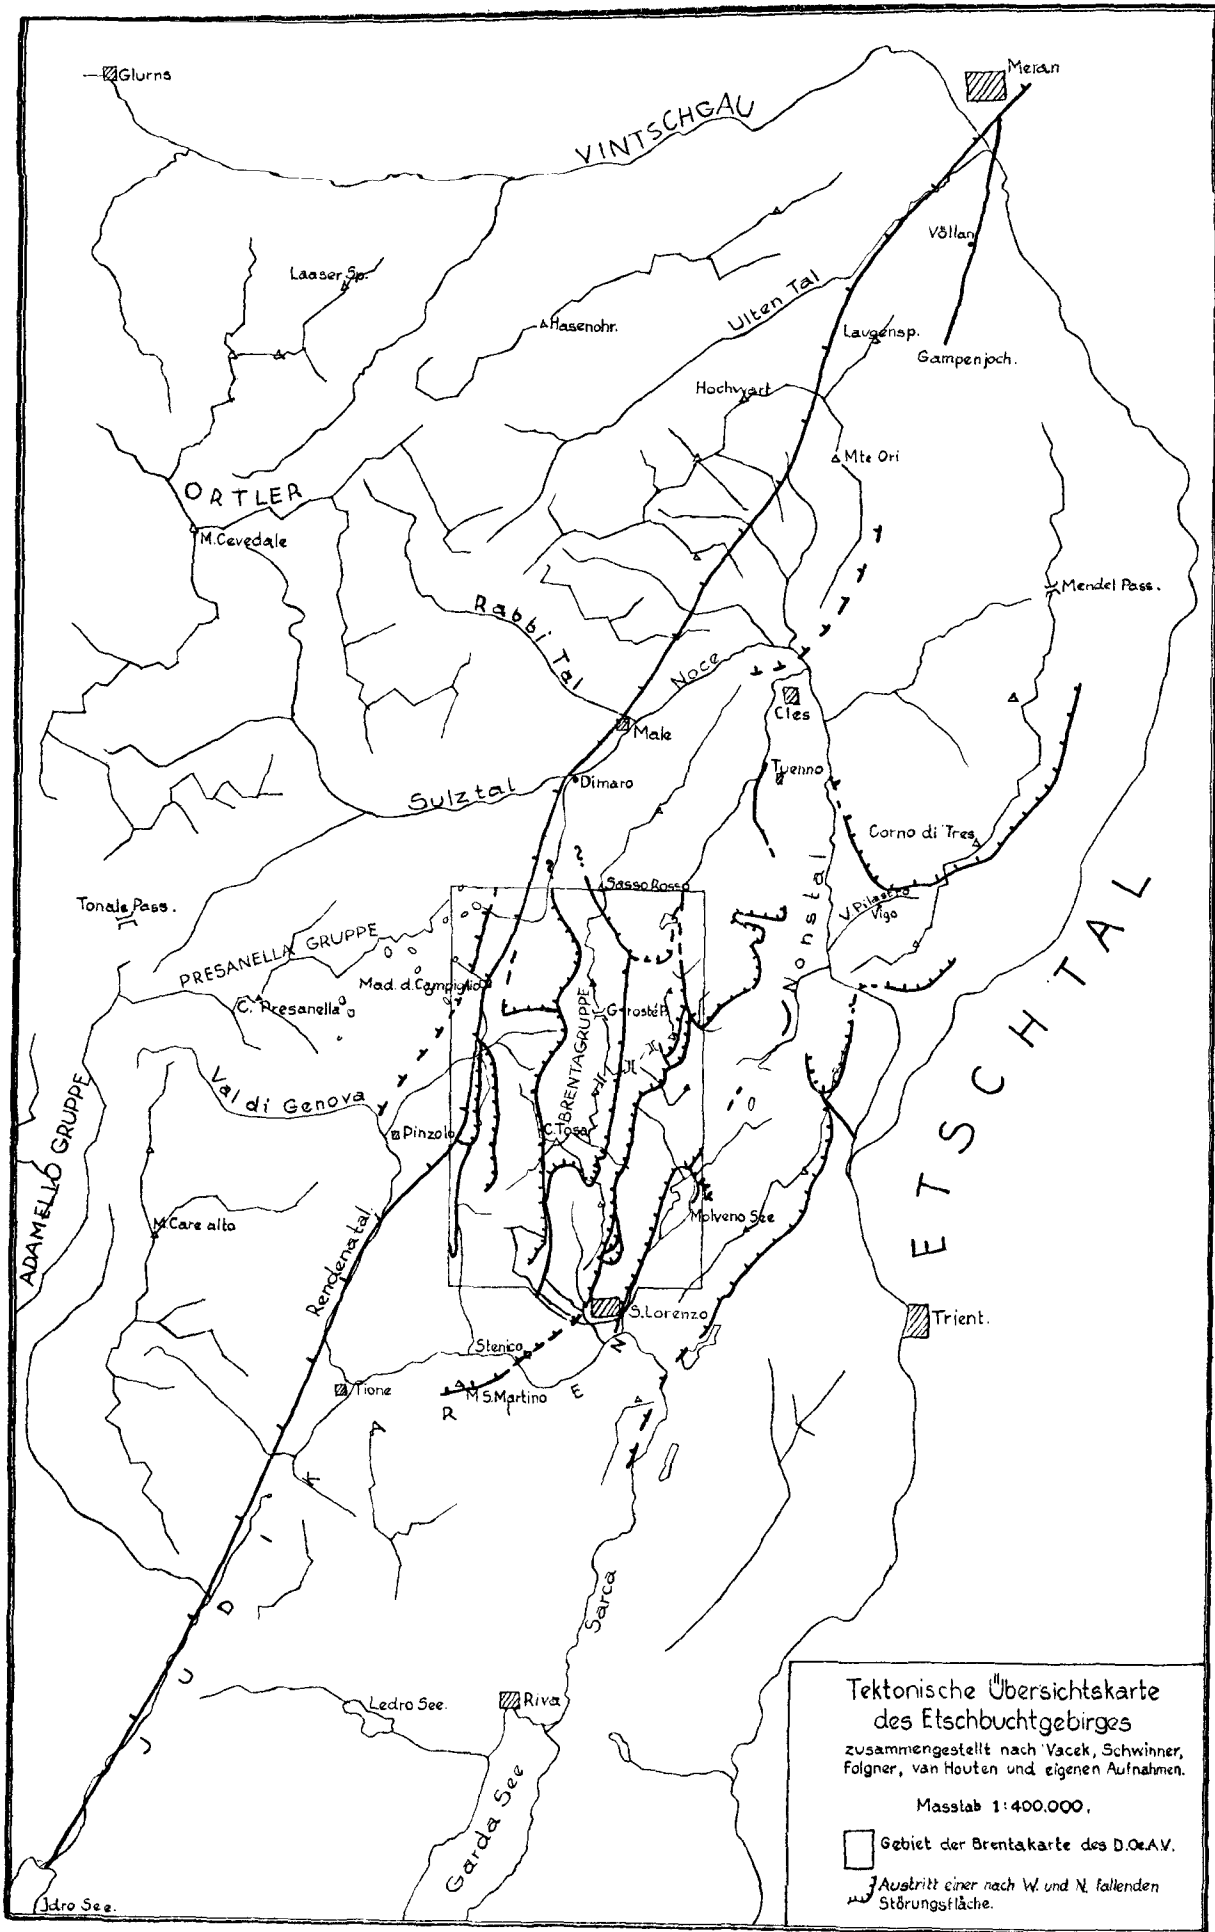 Glurns
Meran
VINTSCHGAU
Völlan
Laaser Sp.
Ulten Tal
Hasenohr.
Laugensp.
Gampenjoch.
Hochwart
Mte Ori
ORTLER
M.Cevedale
Mendel Pass.
Rabbi Tal
Noce
Cles
Male
Tuenno
Dimaro
Sulztal
Corno di Tres
Sasso Rosso
Tonale Pass.
V. Pilastro
Vigo
Nonstal
PRESANELLA GRUPPE
Mad. d. Campiglio
C. Presanella
Grosté P.
BRENTAGRUPPE
ETSCHTAL
Val di Genova
ADAMELLO GRUPPE
Pinzolo
C.Tosa
M.Care alto
Molveno See
Rendenatal.
S.Lorenzo
Trient.
Stenico
Tione
M S.Martino
JUDIKAREN
Sarca
Ledro See.
Riva
Garda See
Idro See.
Tektonische Übersichtskarte
des Etschbuchtgebirges
zusammengestellt nach Vacek, Schwinner,
Folgner, van Houten und eigenen Aufnahmen.
Masstab 1:400.000.
Gebiet der Brentakarte des D.Oe.A.V.
Austritt einer nach W. und N. fallenden
Störungsfläche.